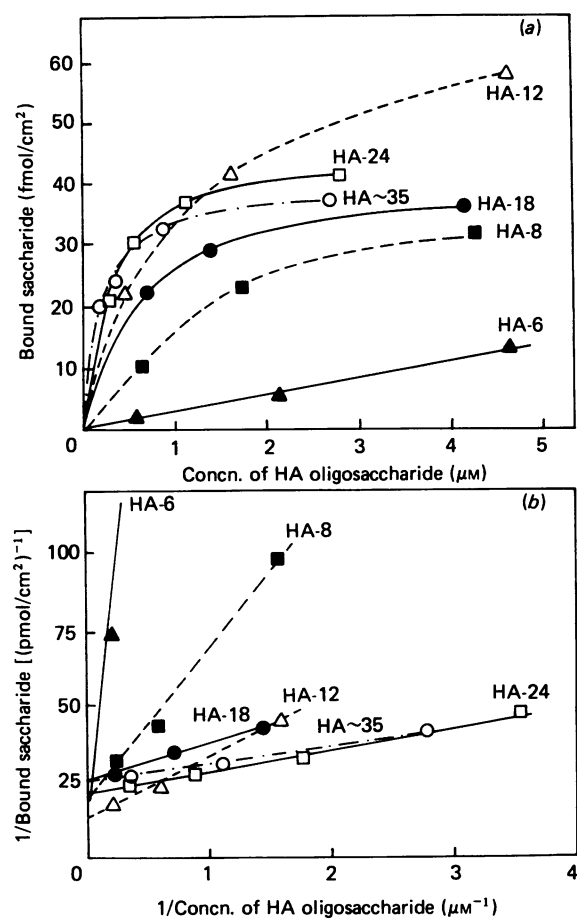 (a)
60
50
40
30
20
10
0
Bound saccharide (fmol/cm²)
HA-12
HA-24
HA~35
HA-18
HA-8
HA-6
0 1 2 3 4 5
Concn. of HA oligosaccharide (μM)
(b)
HA-6
HA-8
100
75
50
25
0
1/Bound saccharide [(pmol/cm²)⁻¹]
HA-18
HA-12
HA~35
HA-24
0 1 2 3 4
1/Concn. of HA oligosaccharide (μM⁻¹)